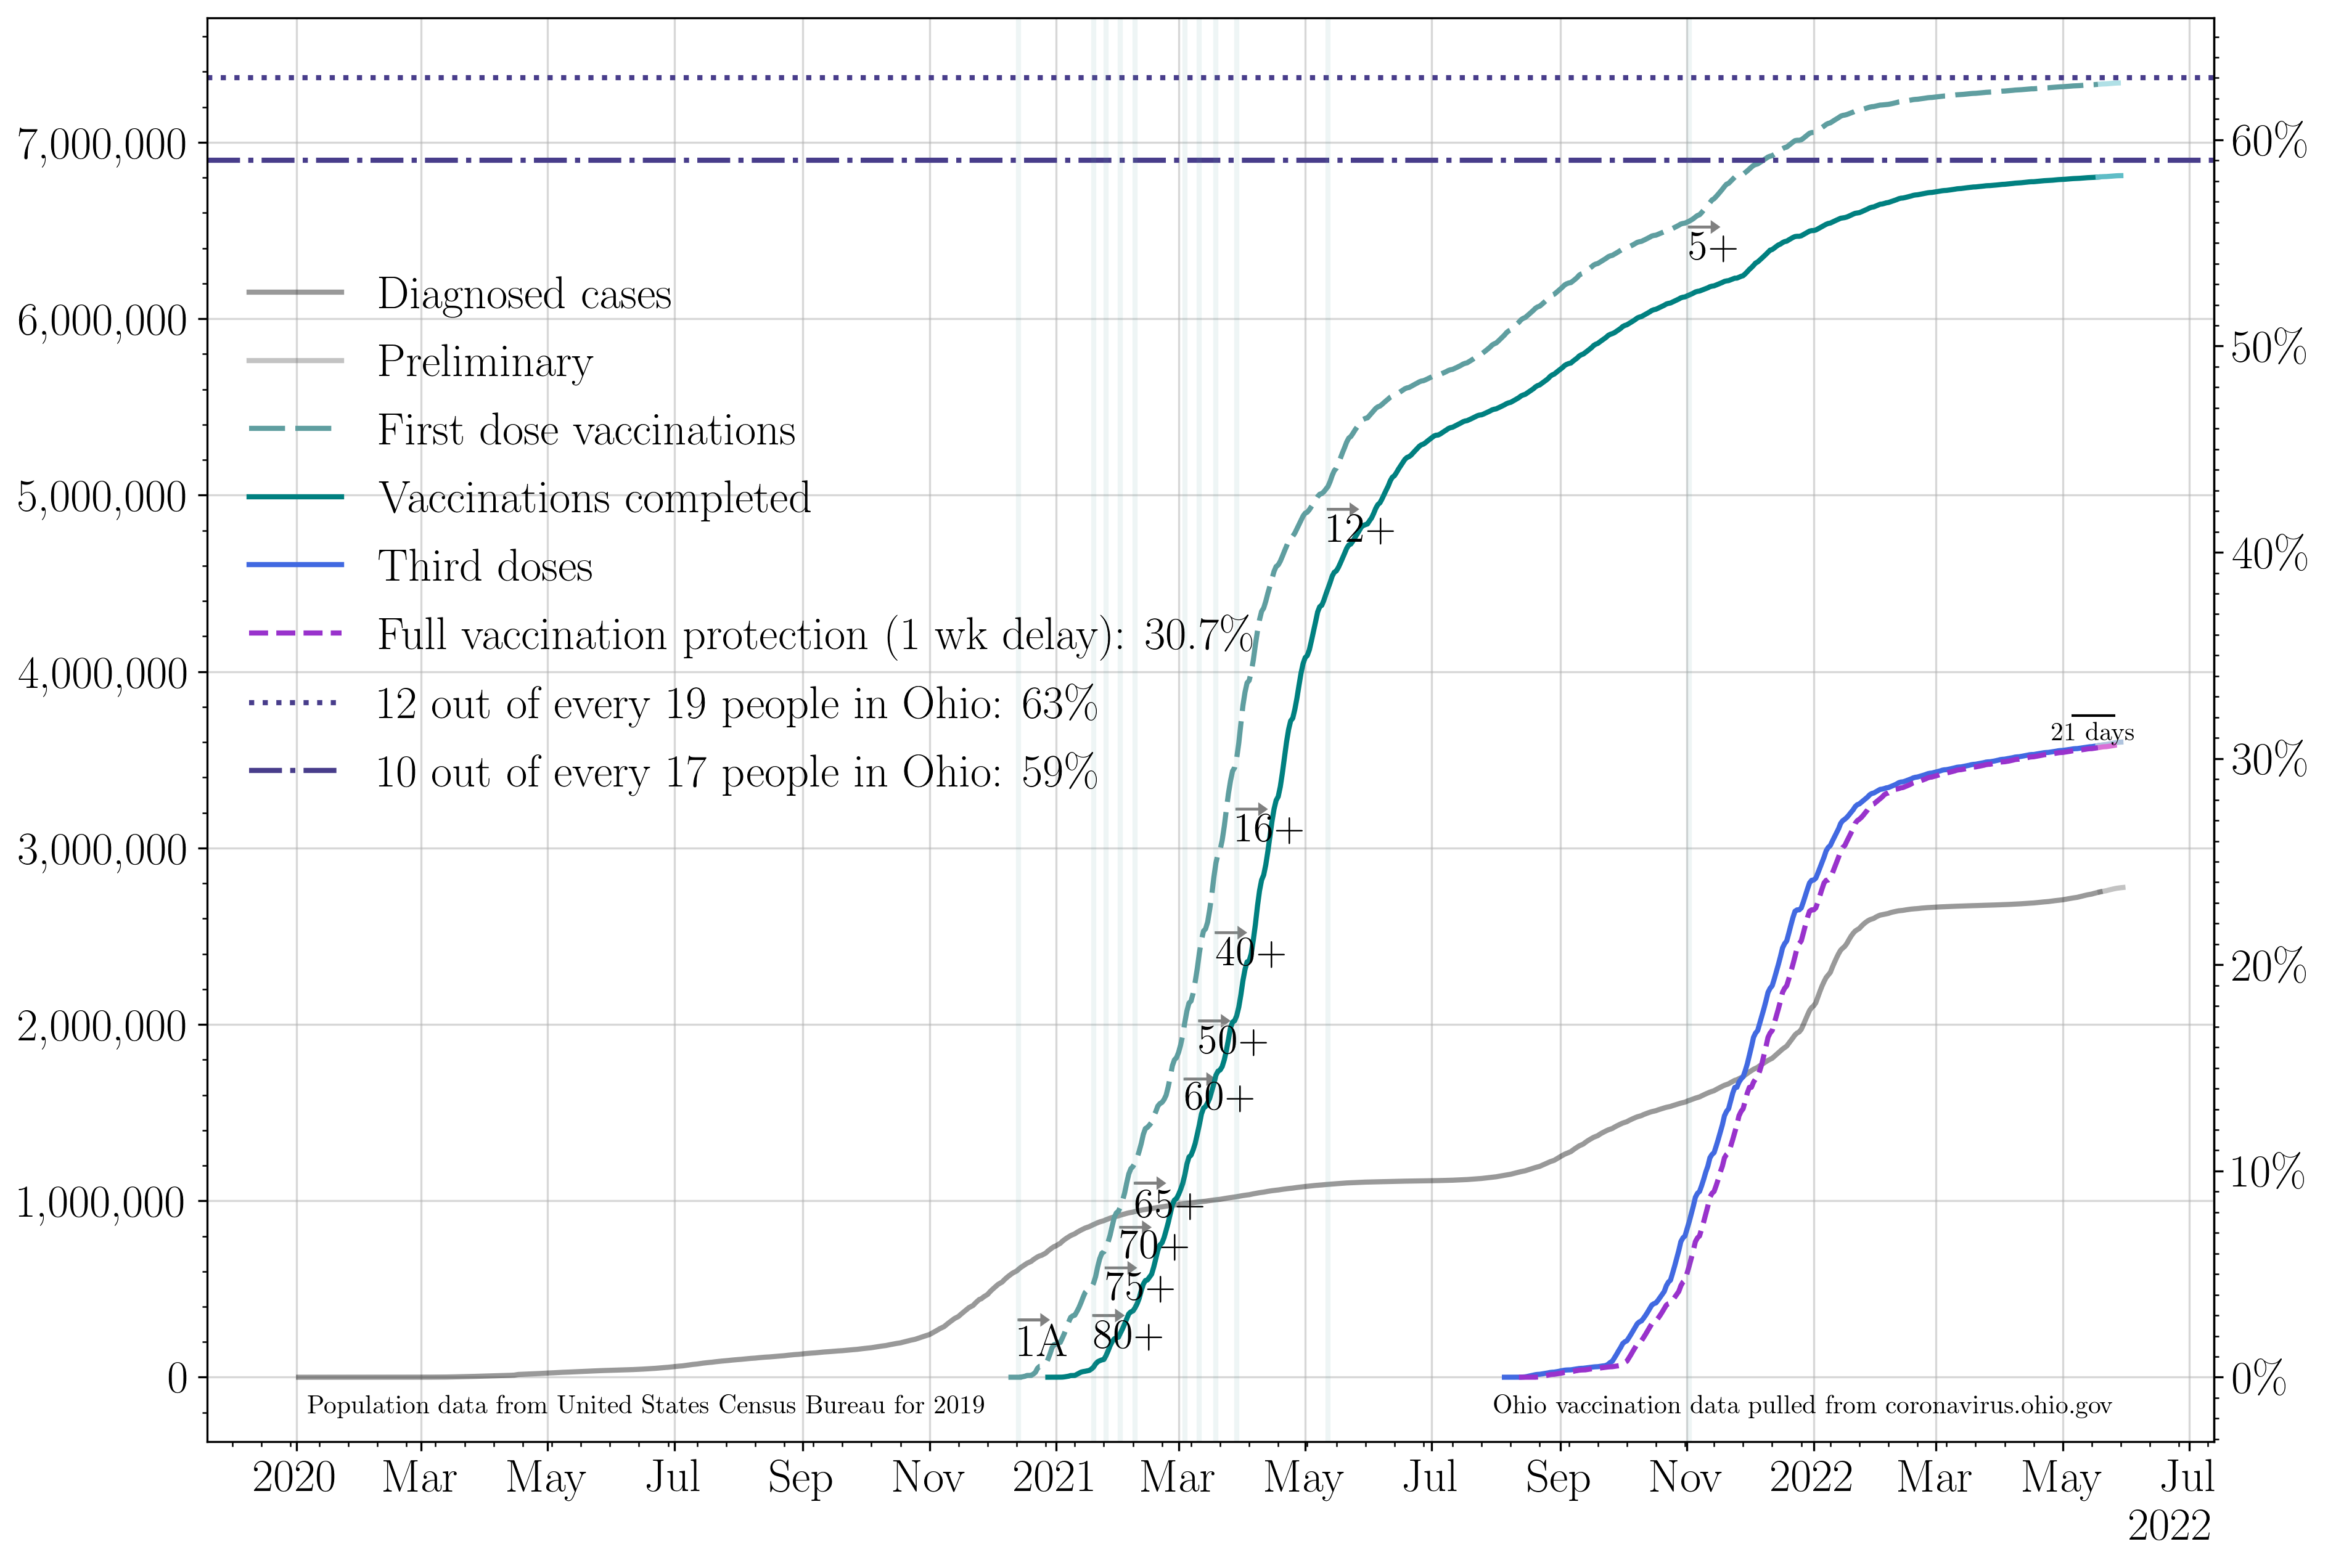 7,000,000
6,000,000
5,000,000
4,000,000
3,000,000
2,000,000
1,000,000
0
60%
50%
40%
30%
20%
10%
0%
Diagnosed cases
Preliminary
First dose vaccinations
Vaccinations completed
Third doses
Full vaccination protection (1 wk delay): 30.7%
12 out of every 19 people in Ohio: 63%
10 out of every 17 people in Ohio: 59%
5+
12+
16+
40+
50+
60+
65+
70+
75+
80+
1A
21 days
Population data from United States Census Bureau for 2019
Ohio vaccination data pulled from coronavirus.ohio.gov
2020 Mar May Jul Sep Nov 2021 Mar May Jul Sep Nov 2022 Mar May Jul
2022